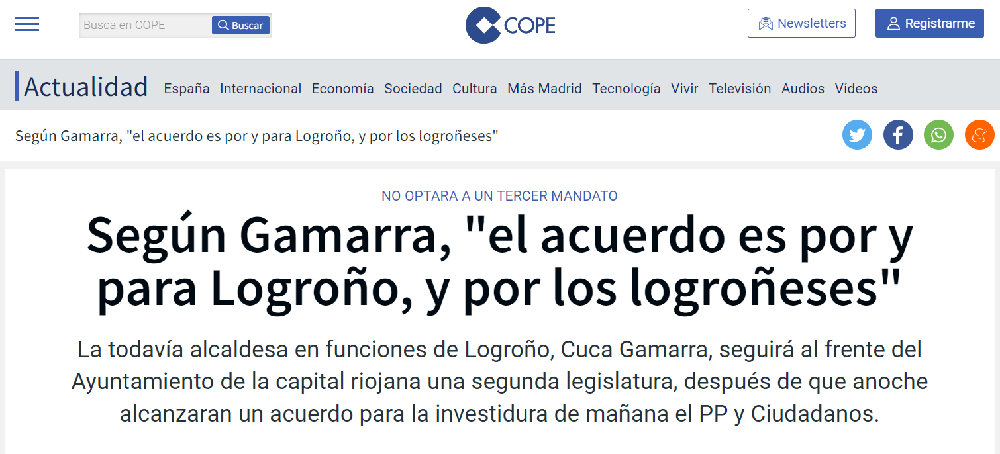 Busca en COPE
Buscar
COPE
Newsletters
Registrarme
Actualidad
España Internacional Economía Sociedad Cultura Más Madrid Tecnología Vivir Televisión Audios Vídeos
Según Gamarra, "el acuerdo es por y para Logroño, y por los logroñeses"
NO OPTARA A UN TERCER MANDATO
Según Gamarra, "el acuerdo es por y
para Logroño, y por los logroñeses"
La todavía alcaldesa en funciones de Logroño, Cuca Gamarra, seguirá al frente del
Ayuntamiento de la capital riojana una segunda legislatura, después de que anoche
alcanzaran un acuerdo para la investidura de mañana el PP y Ciudadanos.